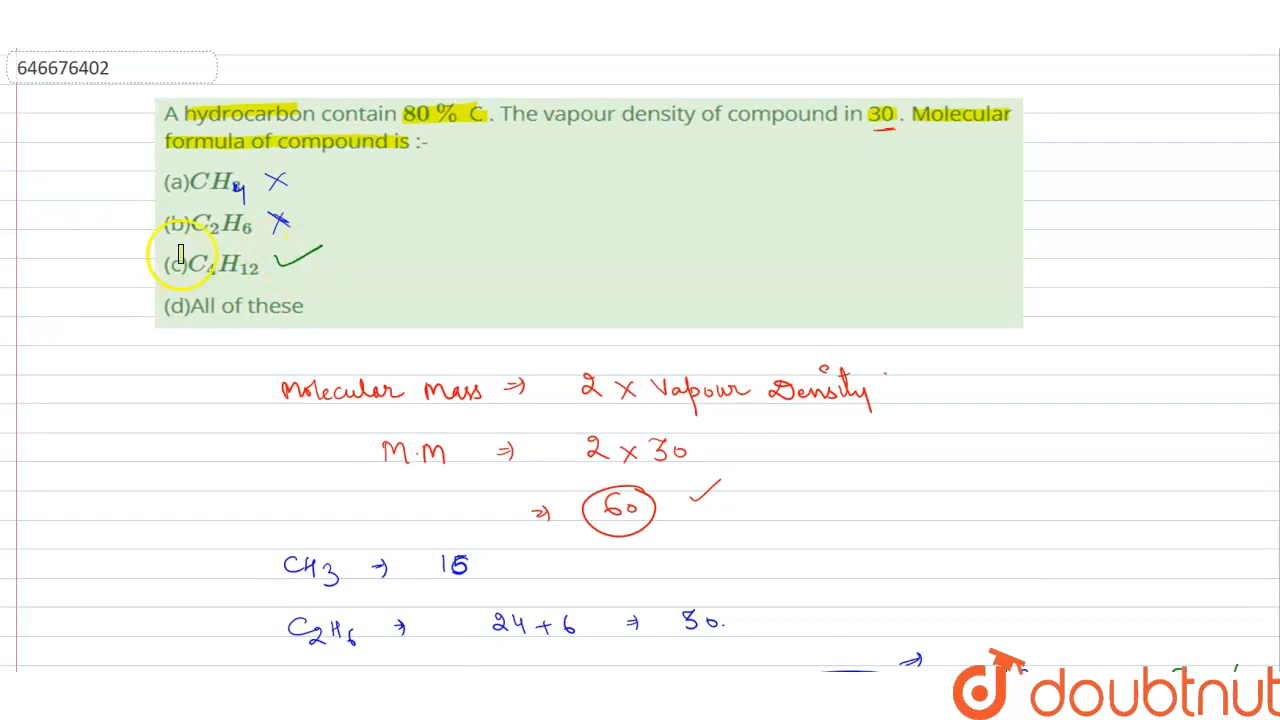 646676402
A hydrocarbon contain 80 % C . The vapour density of compound in 30 . Molecular
formula of compound is :-
(a)CH₄ ×
(b)C₂H₆ ×
(c)C₄H₁₂ ✓
(d)All of these
Molecular Mass ⇒ 2 × Vapour Density
M.M ⇒ 2 × 30
⇒ 60 ✓
CH₃ → 15
C₂H₆ → 24 + 6 ⇒ 30.
⇒
doubtnut